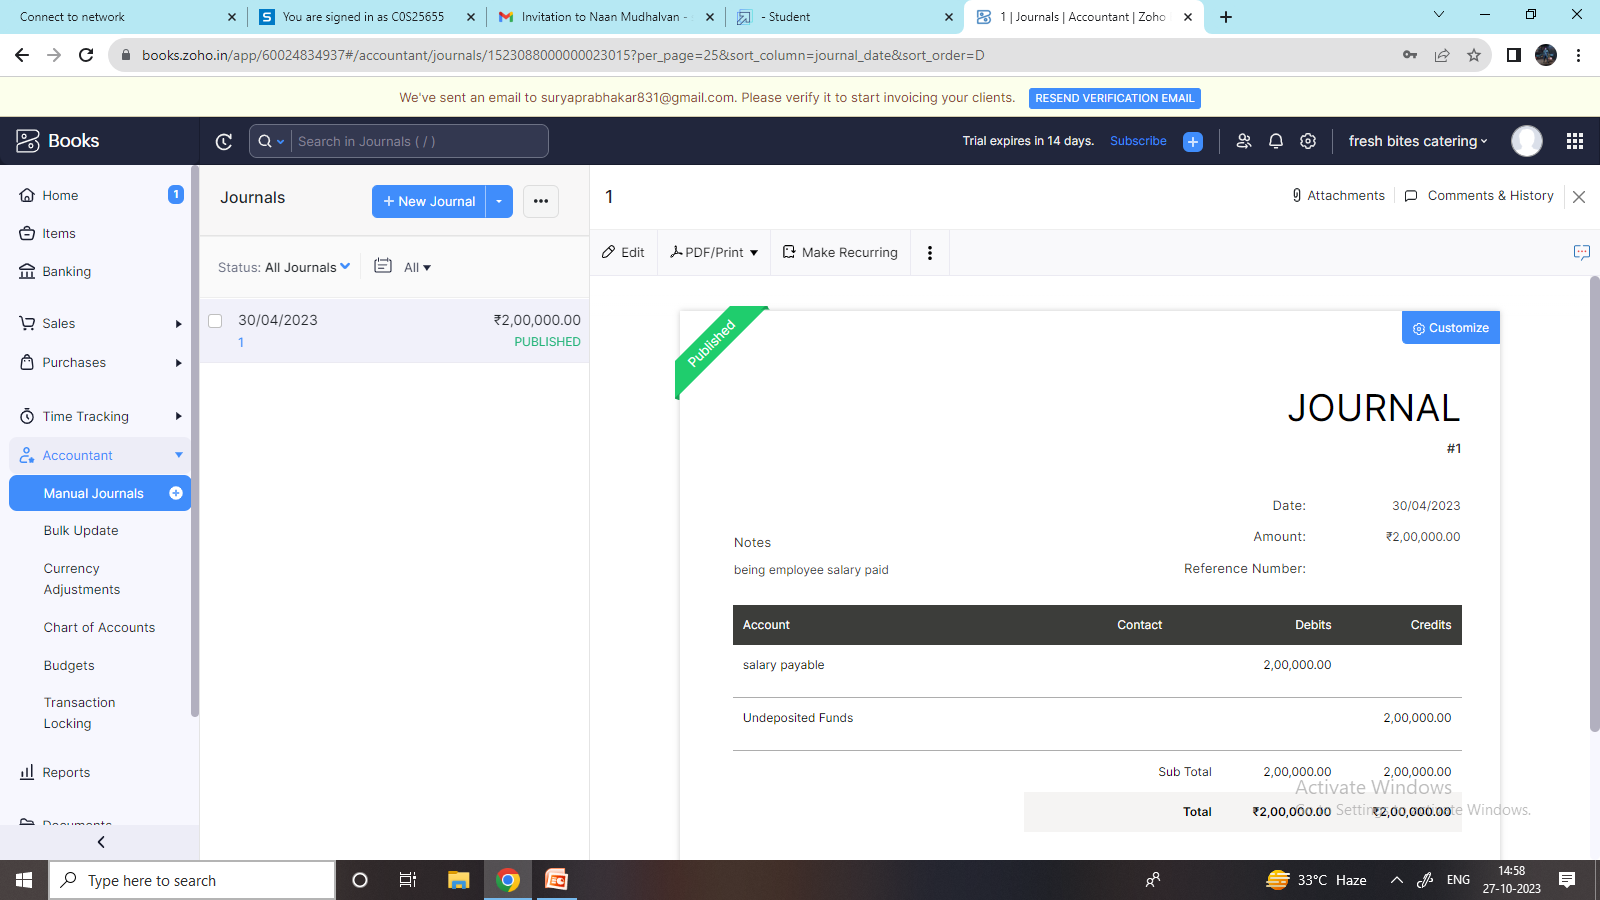 Connect to network
You are signed in as C0S25655
Invitation to Naan Mudhalvan -
- Student
1 | Journals | Accountant | Zoho
books.zoho.in/app/60024834937#/accountant/journals/1523088000000023015?per_page=25&sort_column=journal_date&sort_order=D
We've sent an email to suryaprabhakar831@gmail.com. Please verify it to start invoicing your clients. RESEND VERIFICATION EMAIL
Books
Search in Journals ( / )
Trial expires in 14 days. Subscribe
fresh bites catering
Home 1
Items
Banking
Sales
Purchases
Time Tracking
Accountant
Manual Journals
Bulk Update
Currency
Adjustments
Chart of Accounts
Budgets
Transaction
Locking
Reports
Documents
Journals
+ New Journal
Status: All Journals
All
30/04/2023 ₹2,00,000.00
1 PUBLISHED
1
Attachments
Comments & History
Edit
PDF/Print
Make Recurring
Published
Customize
JOURNAL
#1
Date: 30/04/2023
Amount: ₹2,00,000.00
Reference Number:
Notes
being employee salary paid
Account Contact Debits Credits
salary payable 2,00,000.00
Undeposited Funds 2,00,000.00
Sub Total 2,00,000.00 2,00,000.00
Total ₹2,00,000.00 ₹2,00,000.00
Activate Windows
Go to Settings to activate Windows.
Type here to search
33°C Haze
ENG
14:58
27-10-2023